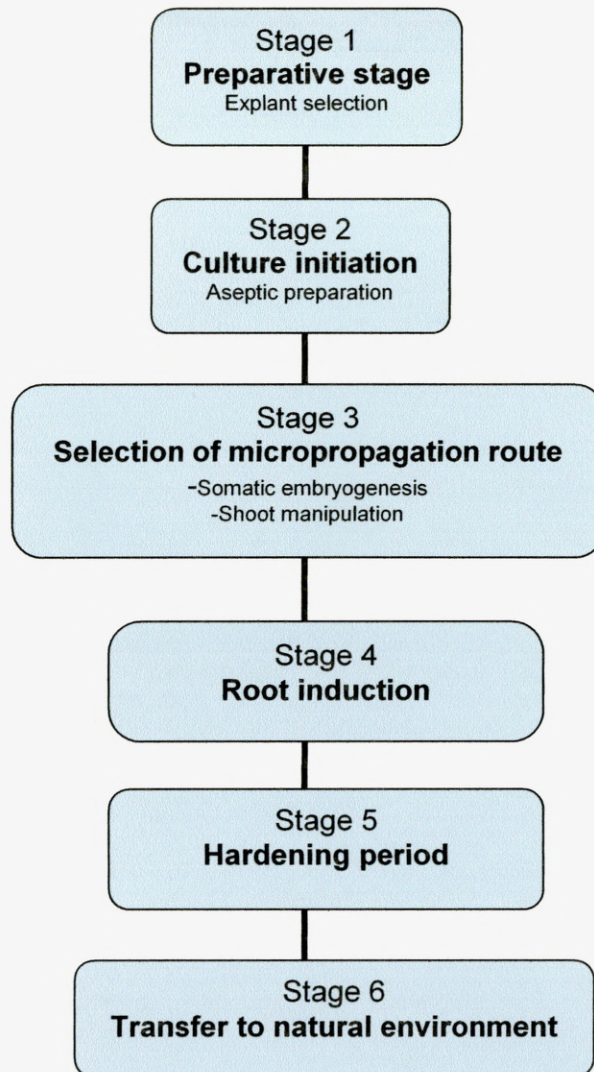 Stage 1
Preparative stage
Explant selection
Stage 2
Culture initiation
Aseptic preparation
Stage 3
Selection of micropropagation route
-Somatic embryogenesis
-Shoot manipulation
Stage 4
Root induction
Stage 5
Hardening period
Stage 6
Transfer to natural environment